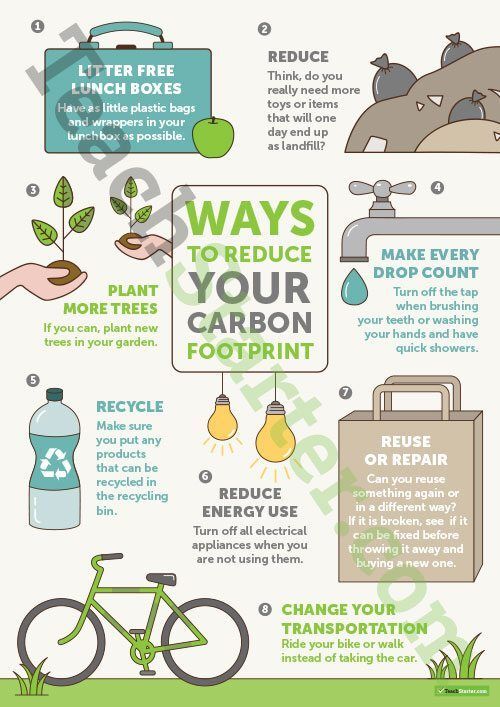 WAYS
TO REDUCE
YOUR
CARBON
FOOTPRINT
1
LITTER FREE
LUNCH BOXES
Have as little plastic bags
and wrappers in your
lunchbox as possible.
2
REDUCE
Think, do you
really need more
toys or items
that will one
day end up
as landfill?
3
PLANT
MORE TREES
If you can, plant new
trees in your garden.
4
MAKE EVERY
DROP COUNT
Turn off the tap
when brushing
your teeth or washing
your hands and have
quick showers.
5
RECYCLE
Make sure
you put any
products
that can be
recycled in
the recycling
bin.
6
REDUCE
ENERGY USE
Turn off all electrical
appliances when you
are not using them.
7
REUSE
OR REPAIR
Can you reuse
something again or
in a different way?
If it is broken, see if it
can be fixed before
throwing it away and
buying a new one.
8
CHANGE YOUR
TRANSPORTATION
Ride your bike or walk
instead of taking the car.
TeachStarter.com
TeachStarter.com